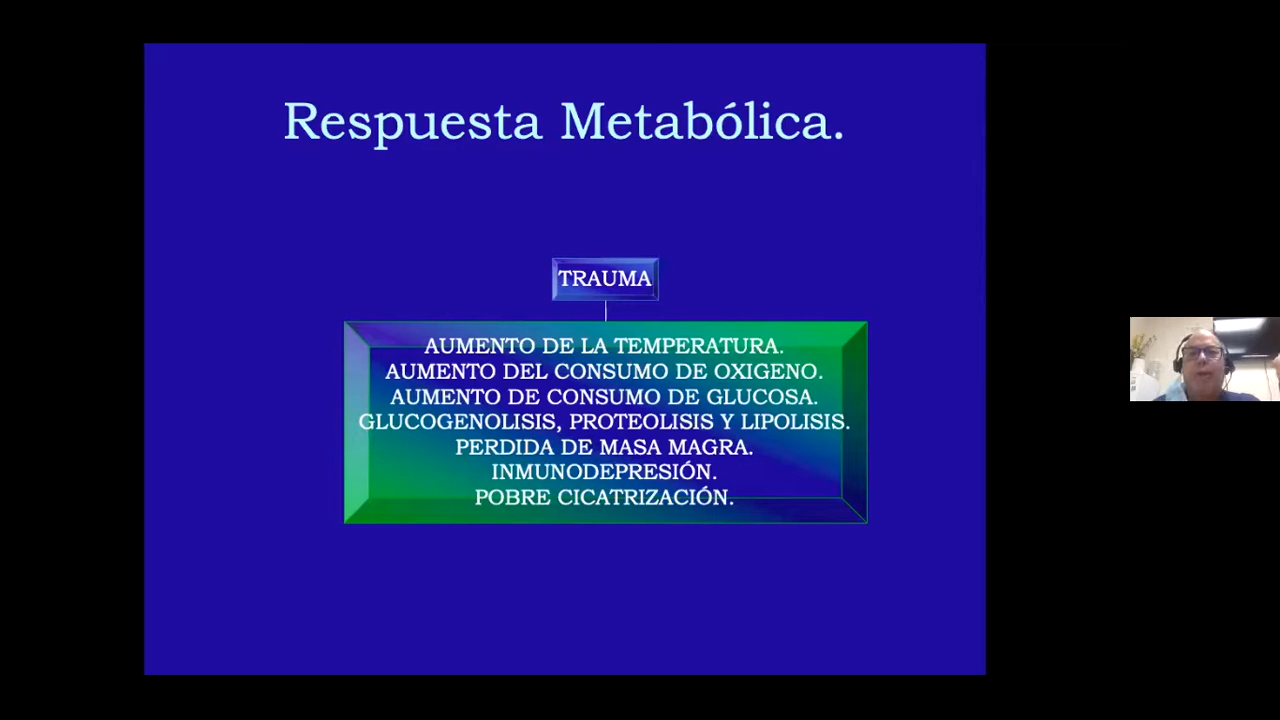 Respuesta Metabólica.
TRAUMA
AUMENTO DE LA TEMPERATURA.
AUMENTO DEL CONSUMO DE OXIGENO.
AUMENTO DE CONSUMO DE GLUCOSA.
GLUCOGENOLISIS, PROTEOLISIS Y LIPOLISIS.
PERDIDA DE MASA MAGRA.
INMUNODEPRESIÓN.
POBRE CICATRIZACIÓN.